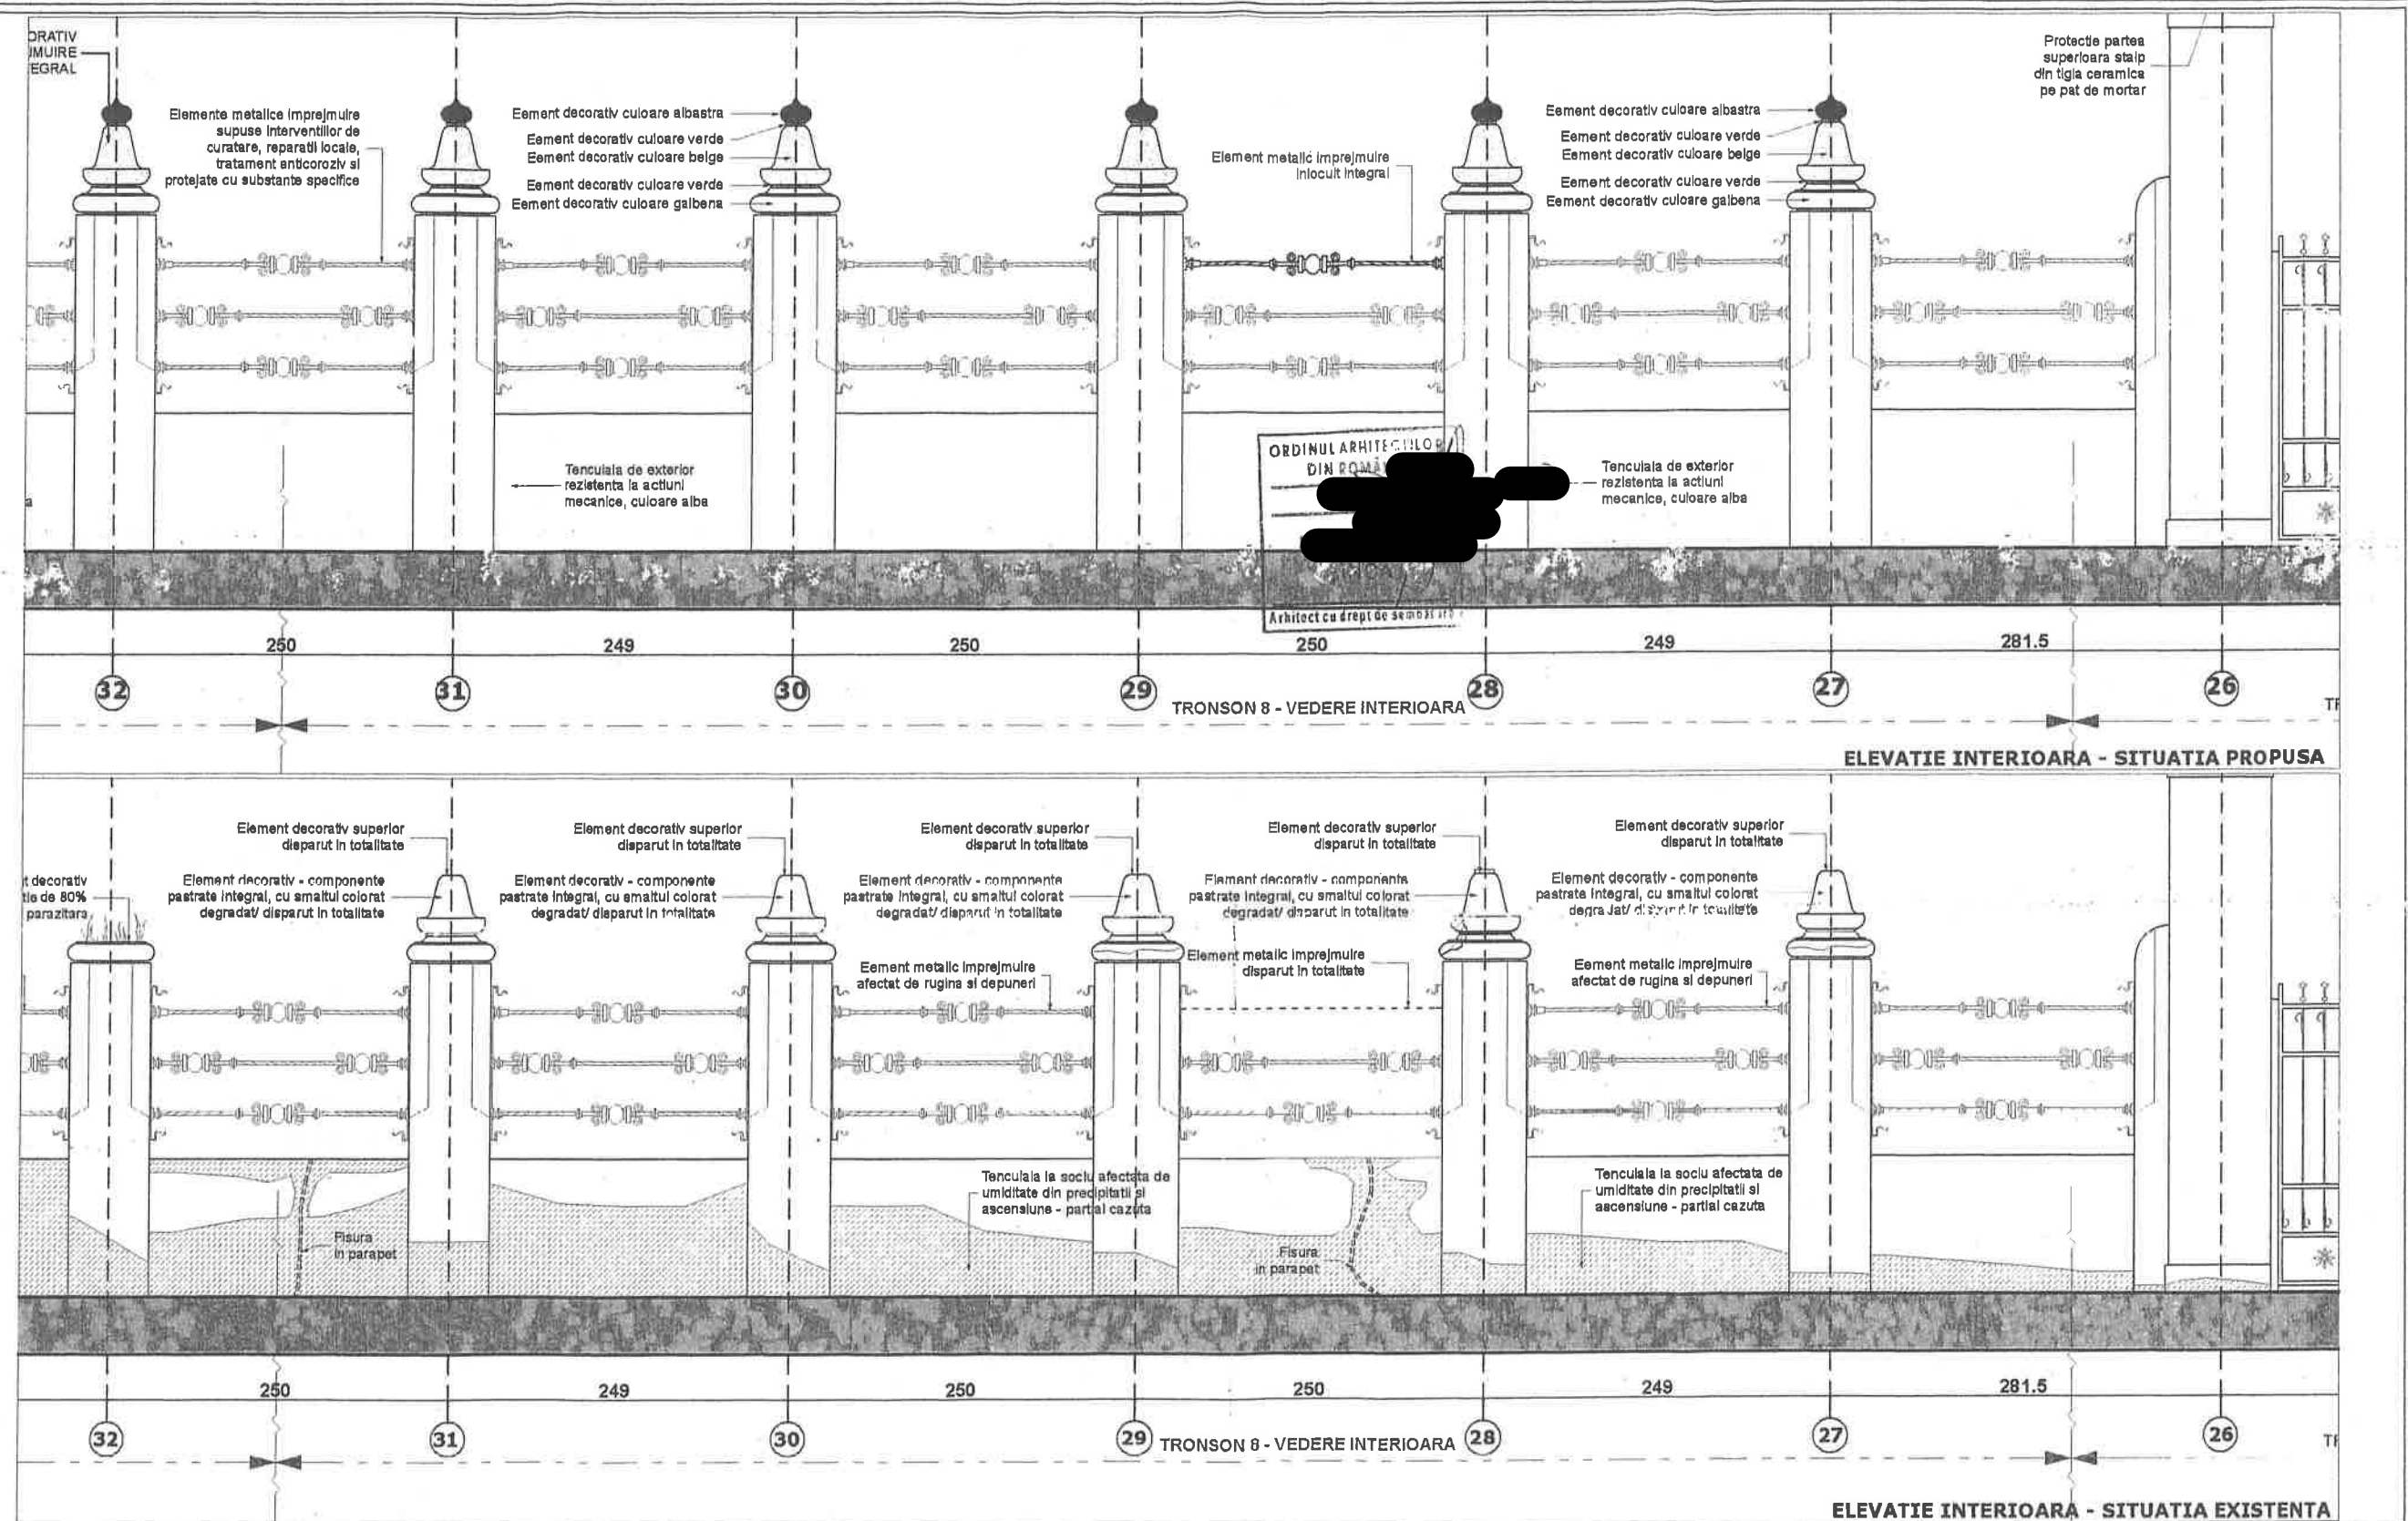 ORATIV
IMUIRE
EGRAL
Elemente metalice imprejmuire
supuse interventiilor de
curatare, reparatii locale,
tratament anticoroziv si
protejate cu substante specifice
Eement decorativ culoare albastra
Eement decorativ culoare verde
Eement decorativ culoare beige
Eement decorativ culoare verde
Eement decorativ culoare galbena
Element metalic imprejmuire
inlocuit integral
Eement decorativ culoare albastra
Eement decorativ culoare verde
Eement decorativ culoare beige
Eement decorativ culoare verde
Eement decorativ culoare galbena
Protectie partea
superioara stalp
din tigla ceramica
pe pat de mortar
a
Tencuiala de exterior
rezistenta la actiuni
mecanice, culoare alba
ORDINUL ARHITECȚILOR
DIN ROMÂ
Arhitect cu drept de semnătură
Tencuiala de exterior
rezistenta la actiuni
mecanice, culoare alba
250 249 250 250 249 281.5
32 31 30 29 28 27 26
TRONSON 8 - VEDERE INTERIOARA
TR
ELEVATIE INTERIOARA - SITUATIA PROPUSA
Element decorativ superior
disparut in totalitate
Element decorativ superior
disparut in totalitate
Element decorativ superior
disparut in totalitate
Element decorativ superior
disparut in totalitate
Element decorativ superior
disparut in totalitate
t decorativ
tie de 80%
parazitara
Element decorativ - componente
pastrate integral, cu smaltul colorat
degradat/ disparut in totalitate
Element decorativ - componente
pastrate integral, cu smaltul colorat
degradat/ disparut in totalitate
Element decorativ - componente
pastrate integral, cu smaltul colorat
degradat/ disparut in totalitate
Element decorativ - componente
pastrate integral, cu smaltul colorat
degradat/ disparut in totalitate
Element decorativ - componente
pastrate integral, cu smaltul colorat
degradat/ disparut in totalitate
Eement metalic imprejmuire
afectat de rugina si depuneri
Element metalic imprejmuire
disparut in totalitate
Eement metalic imprejmuire
afectat de rugina si depuneri
Fisura
in parapet
Tencuiala la soclu afectata de
umiditate din precipitatii si
ascensiune - partial cazuta
Fisura
in parapet
Tencuiala la soclu afectata de
umiditate din precipitatii si
ascensiune - partial cazuta
250 249 250 250 249 281.5
32 31 30 29 28 27 26
TRONSON 8 - VEDERE INTERIOARA
TR
ELEVATIE INTERIOARA - SITUATIA EXISTENTA